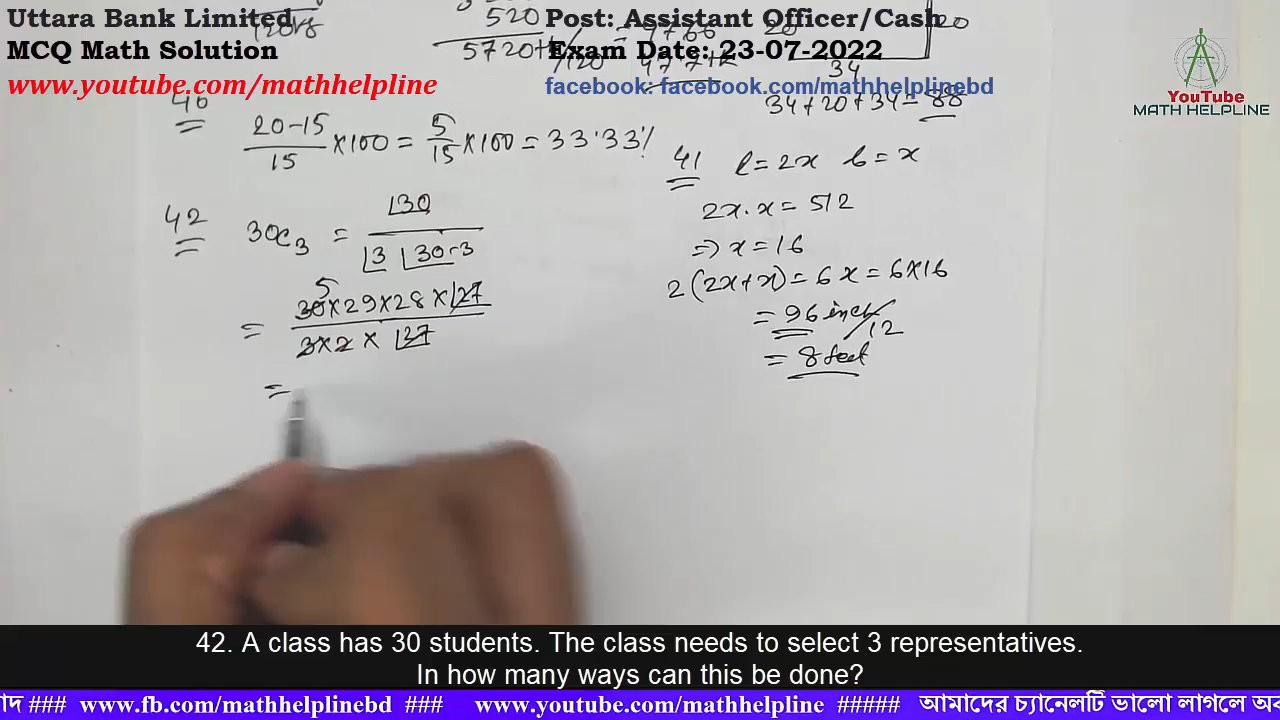 Uttara Bank Limited
Post: Assistant Officer/Cash
MCQ Math Solution
Exam Date: 23-07-2022
www.youtube.com/mathhelpline
facebook: facebook.com/mathhelplinebd
YouTube
MATH HELPLINE
520
5720+
34
34+20+34=88
40
20-15/15 ×100 = 5/15 ×100 = 33.33%
41 l=2x b=x
2x.x=512
=> x=16
2(2x+x)=6x=6×16
=96 inch/12
=8 feet
42 30c3 = ⌊30/⌊3 ⌊30-3
= 30×29×28×⌊27/3×2×⌊27
5
=
42. A class has 30 students. The class needs to select 3 representatives.
In how many ways can this be done?
### www.fb.com/mathhelplinebd ##### www.youtube.com/mathhelpline ##### আমাদের চ্যানেলটি ভালো লাগলে